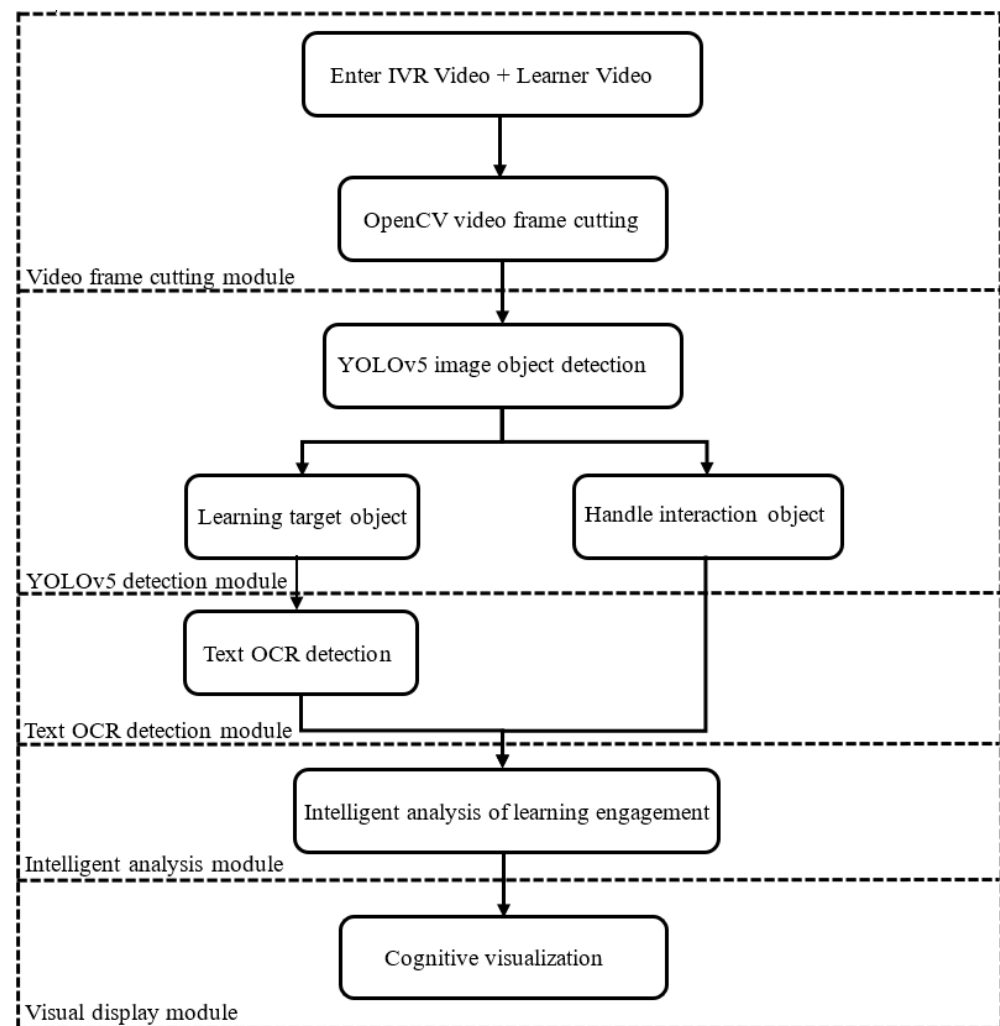 Enter IVR Video + Learner Video
OpenCV video frame cutting
Video frame cutting module
YOLOv5 image object detection
Learning target object
Handle interaction object
YOLOv5 detection module
Text OCR detection
Text OCR detection module
Intelligent analysis of learning engagement
Intelligent analysis module
Cognitive visualization
Visual display module